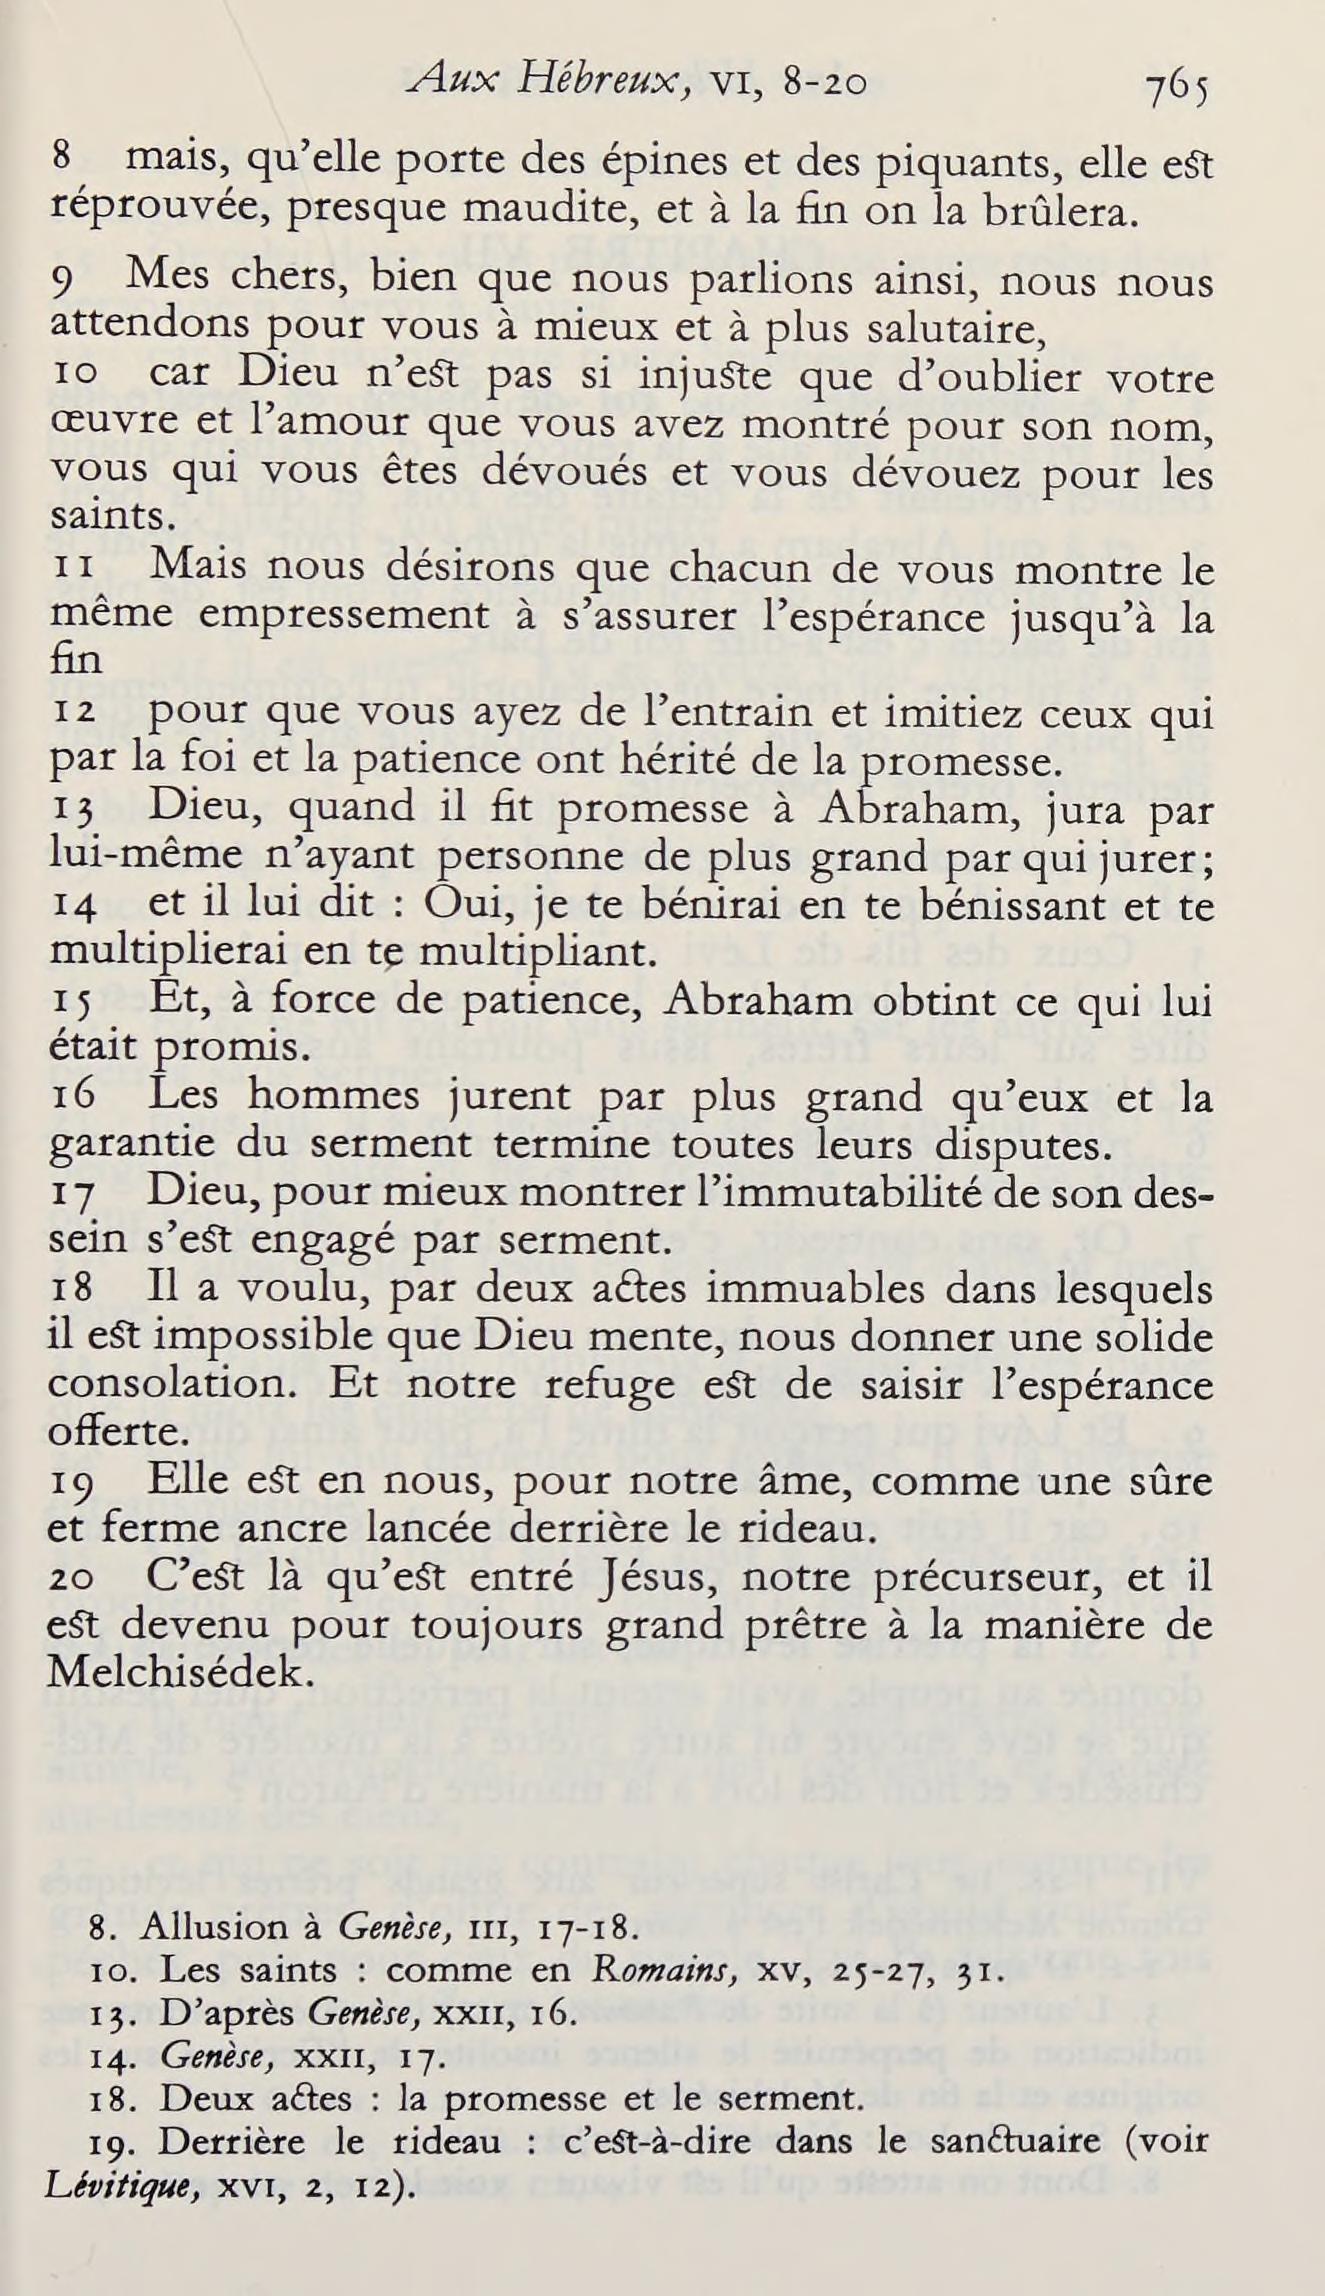 Aux Hébreux, VI, 8-20 765
8 mais, qu'elle porte des épines et des piquants, elle est
réprouvée, presque maudite, et à la fin on la brûlera.
9 Mes chers, bien que nous parlions ainsi, nous nous
attendons pour vous à mieux et à plus salutaire,
10 car Dieu n'est pas si injuste que d'oublier votre
œuvre et l'amour que vous avez montré pour son nom,
vous qui vous êtes dévoués et vous dévouez pour les
saints.
11 Mais nous désirons que chacun de vous montre le
même empressement à s'assurer l'espérance jusqu'à la
fin
12 pour que vous ayez de l'entrain et imitiez ceux qui
par la foi et la patience ont hérité de la promesse.
13 Dieu, quand il fit promesse à Abraham, jura par
lui-même n'ayant personne de plus grand par qui jurer;
14 et il lui dit : Oui, je te bénirai en te bénissant et te
multiplierai en te multipliant.
15 Et, à force de patience, Abraham obtint ce qui lui
était promis.
16 Les hommes jurent par plus grand qu'eux et la
garantie du serment termine toutes leurs disputes.
17 Dieu, pour mieux montrer l'immutabilité de son des-
sein s'est engagé par serment.
18 Il a voulu, par deux actes immuables dans lesquels
il est impossible que Dieu mente, nous donner une solide
consolation. Et notre refuge est de saisir l'espérance
offerte.
19 Elle est en nous, pour notre âme, comme une sûre
et ferme ancre lancée derrière le rideau.
20 C'est là qu'est entré Jésus, notre précurseur, et il
est devenu pour toujours grand prêtre à la manière de
Melchisédek.
8. Allusion à Genèse, III, 17-18.
10. Les saints : comme en Romains, XV, 25-27, 31.
13. D'après Genèse, XXII, 16.
14. Genèse, XXII, 17.
18. Deux actes : la promesse et le serment.
19. Derrière le rideau : c'est-à-dire dans le sanctuaire (voir
Lévitique, XVI, 2, 12).